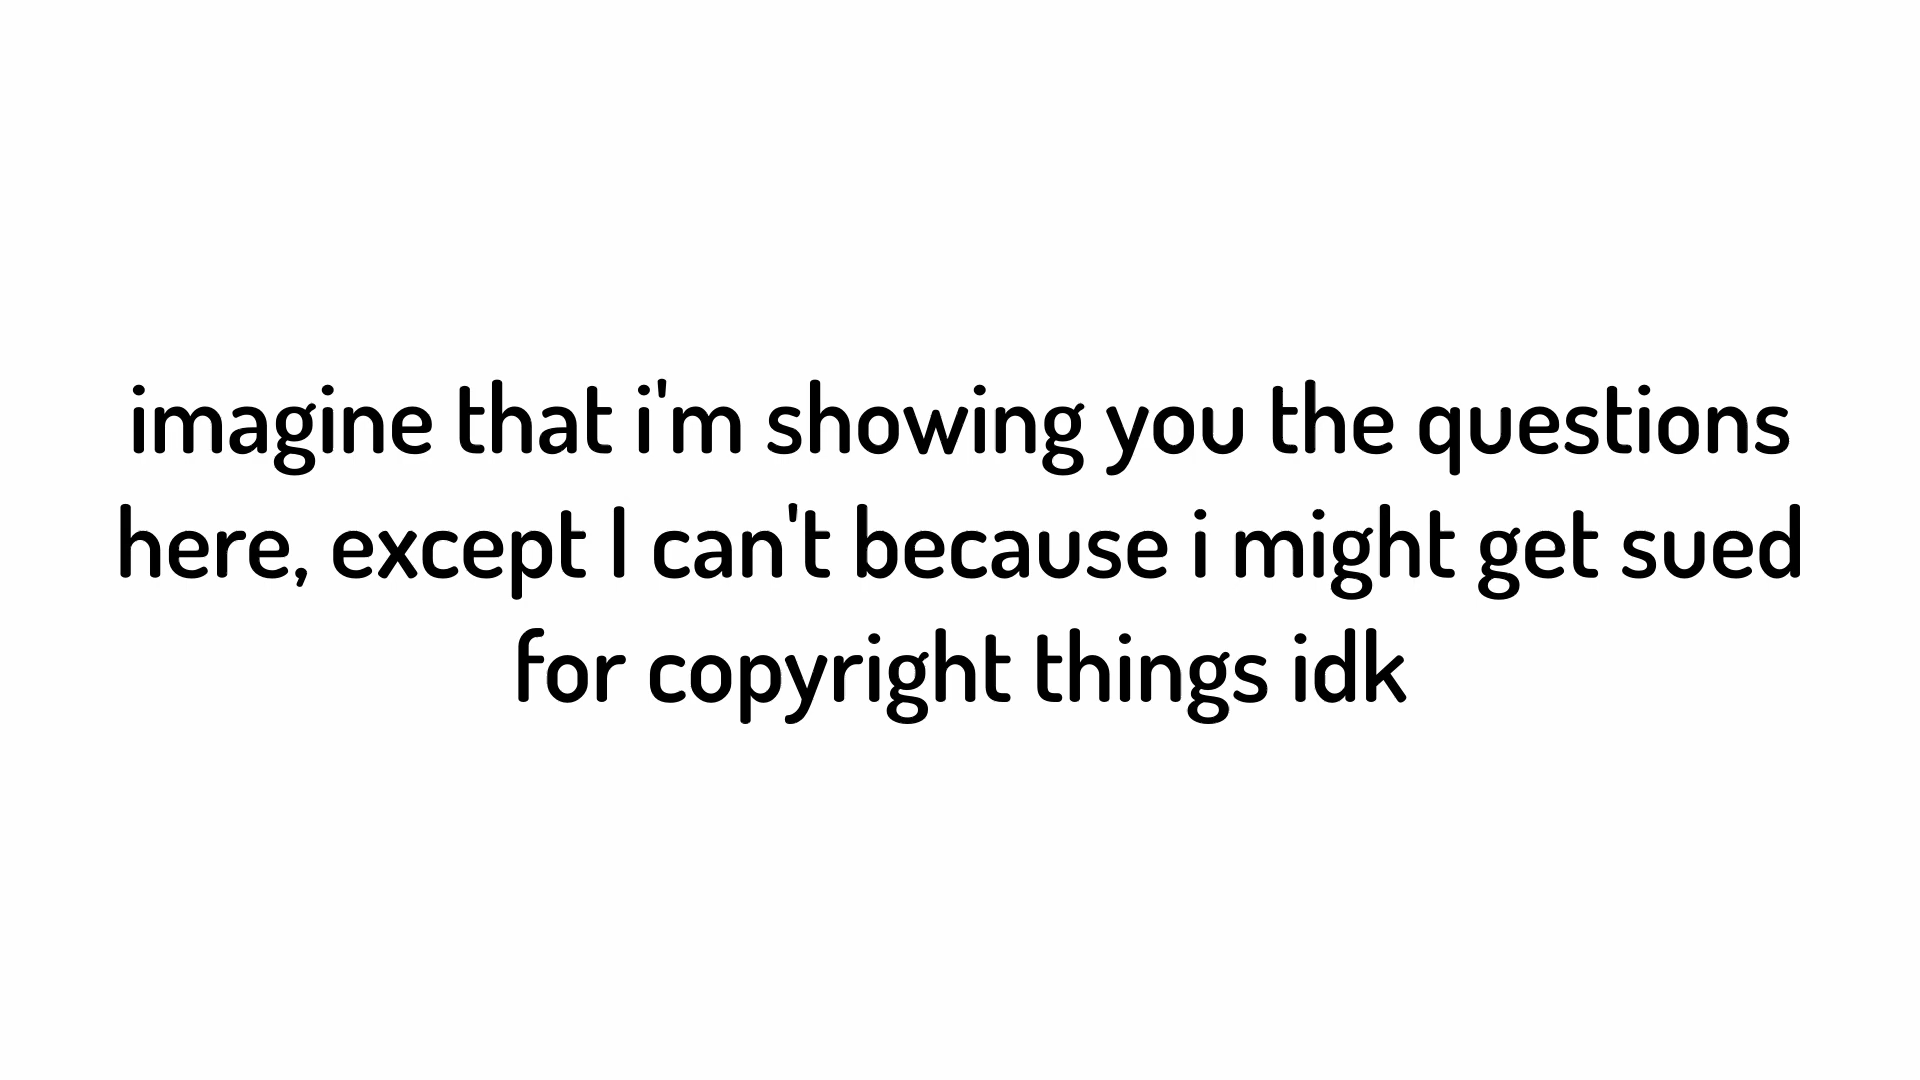 imagine that i'm showing you the questions
here, except I can't because i might get sued
for copyright things idk